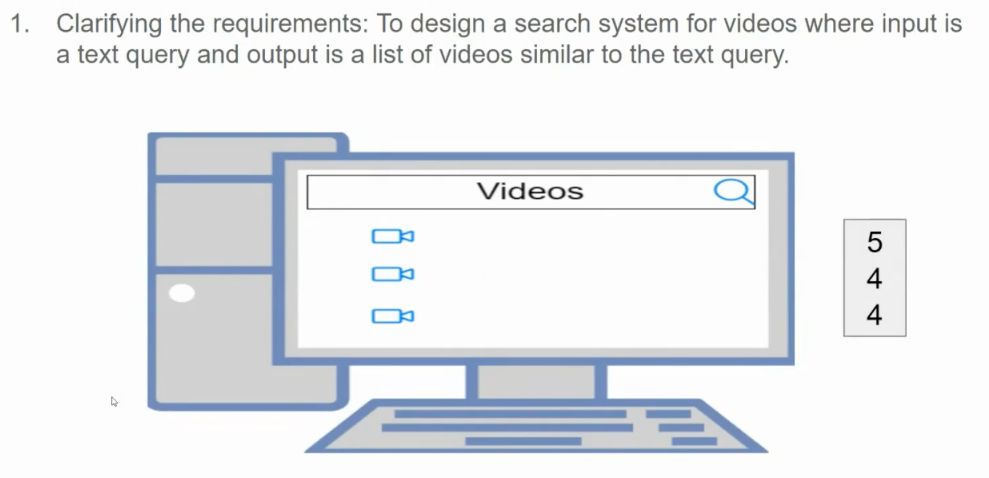 1. Clarifying the requirements: To design a search system for videos where input is
a text query and output is a list of videos similar to the text query.
Videos
5
4
4